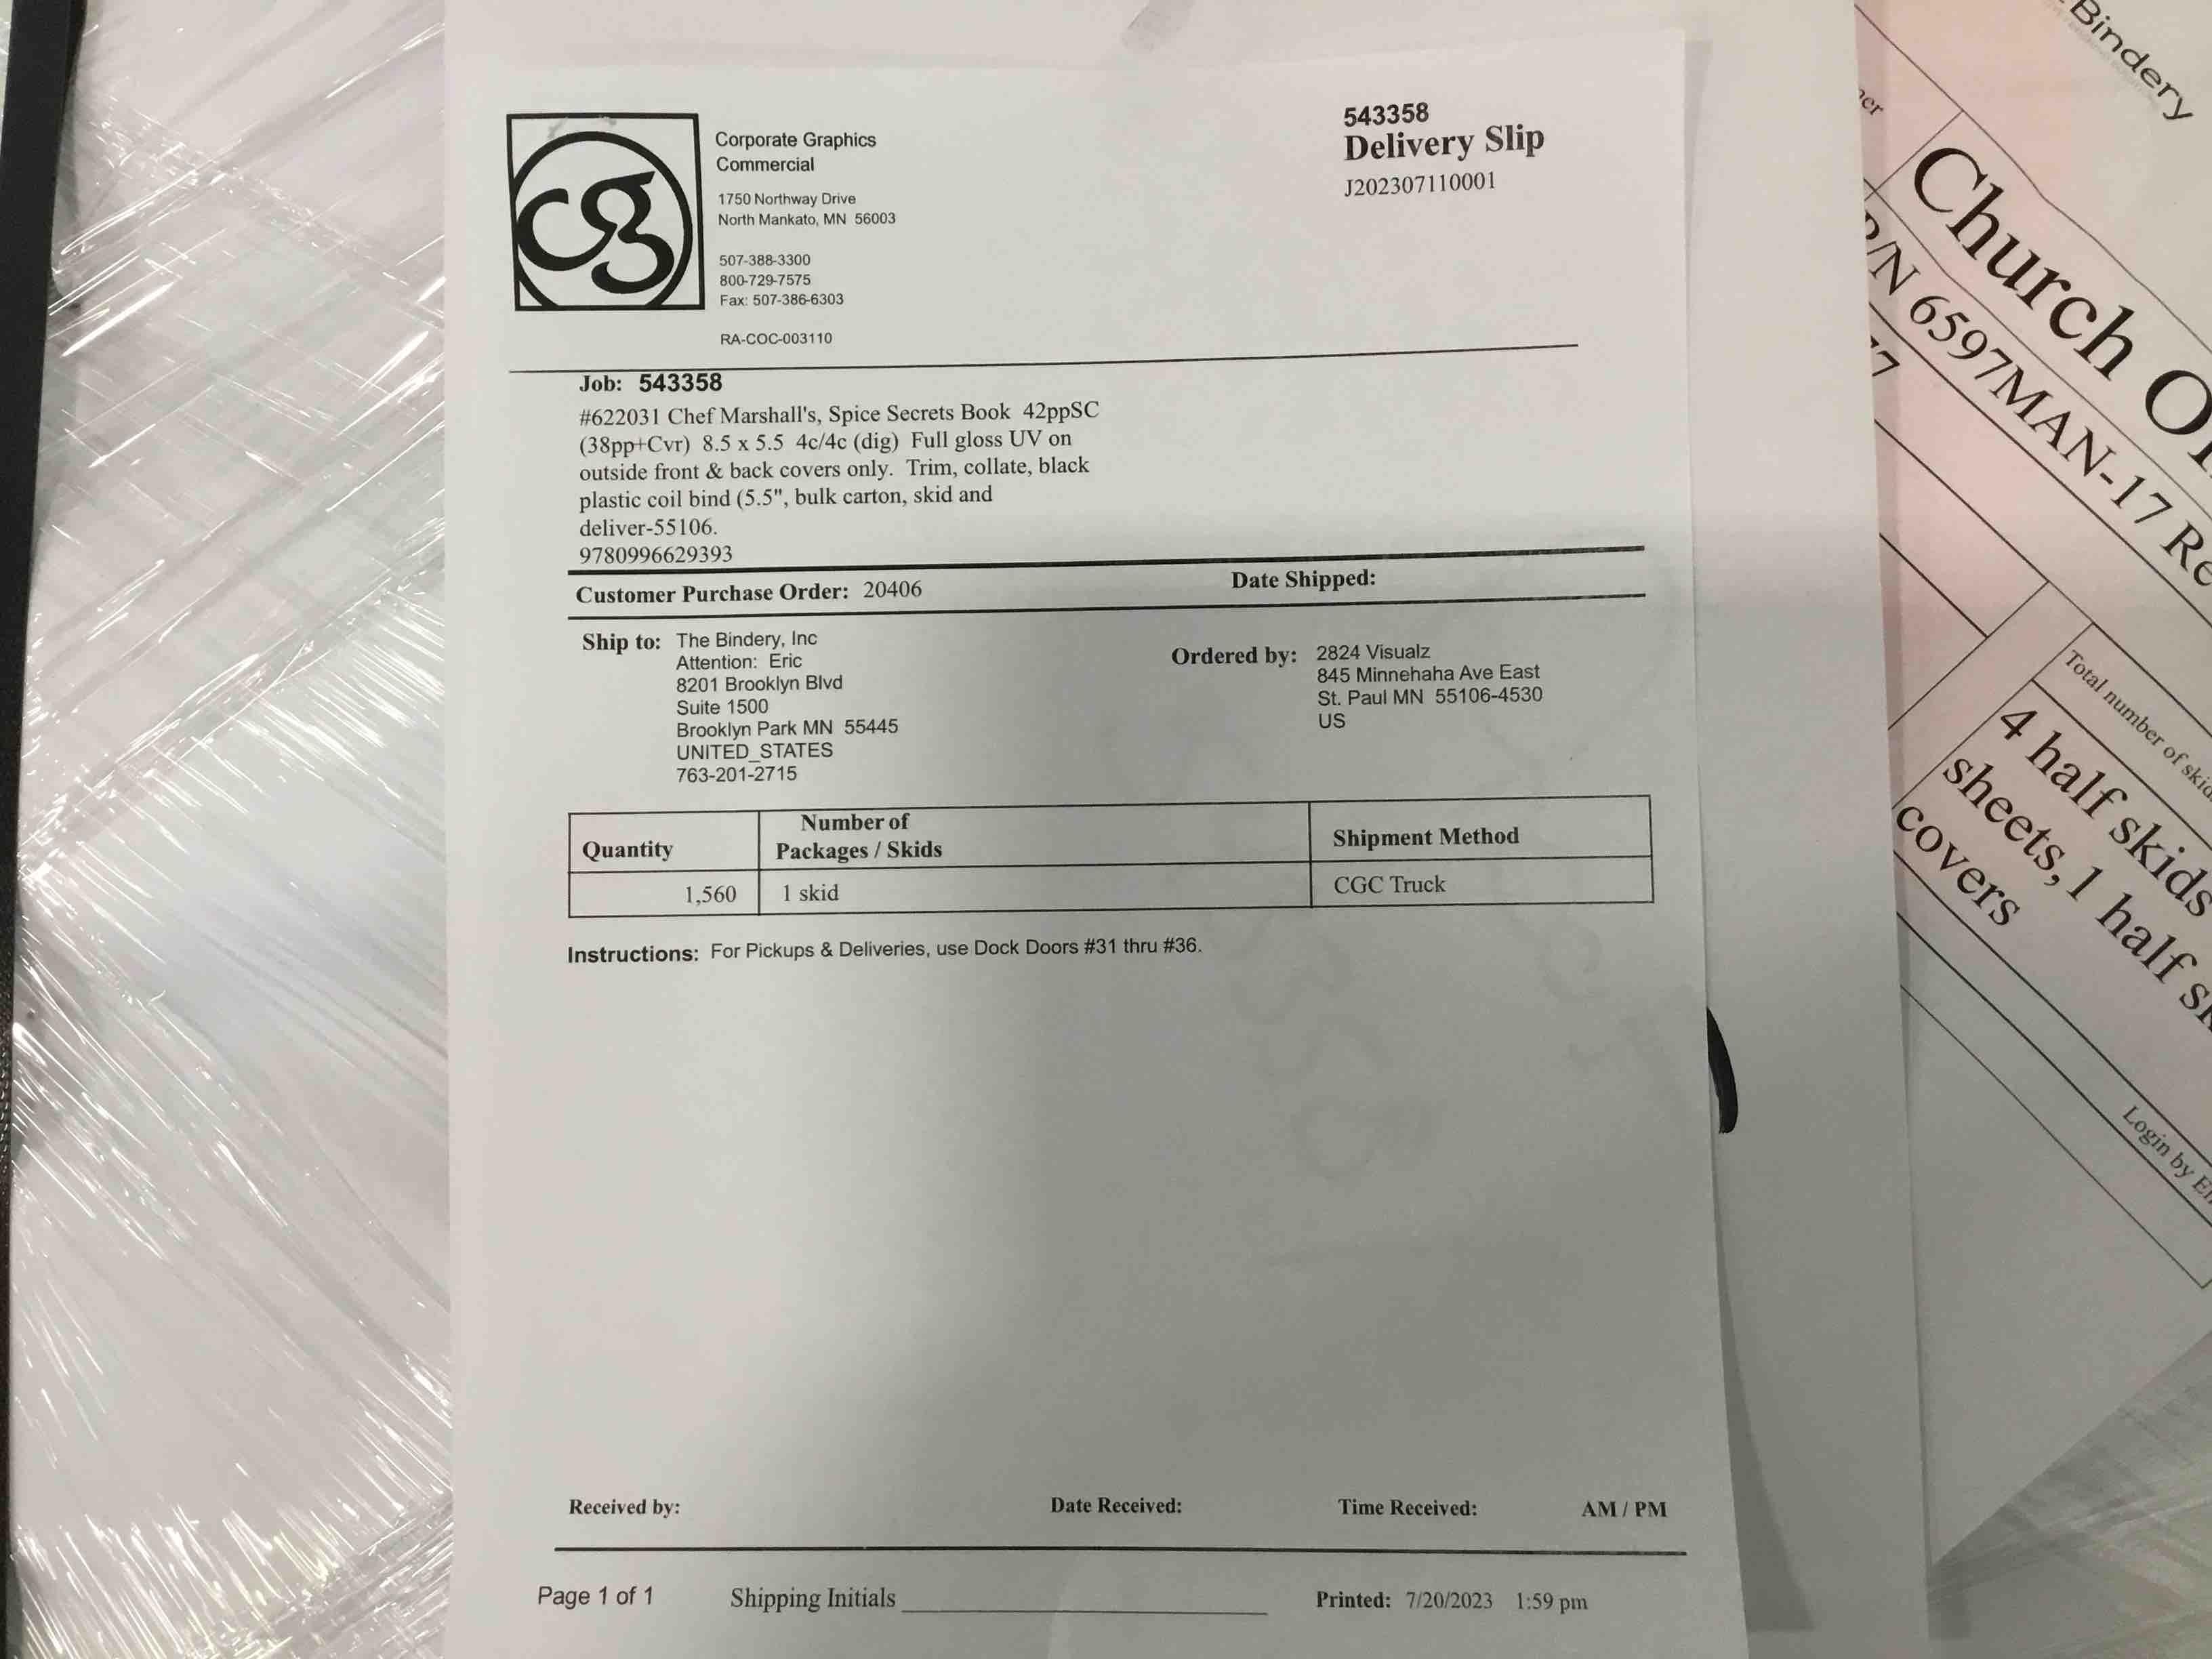 cg
Corporate Graphics
Commercial
1750 Northway Drive
North Mankato, MN 56003
507-388-3300
800-729-7575
Fax: 507-386-6303
RA-COC-003110
543358
Delivery Slip
J202307110001
Job: 543358
#622031 Chef Marshall's, Spice Secrets Book 42ppSC
(38pp+Cvr) 8.5 x 5.5 4c/4c (dig) Full gloss UV on
outside front & back covers only. Trim, collate, black
plastic coil bind (5.5", bulk carton, skid and
deliver-55106.
9780996629393
Customer Purchase Order: 20406
Date Shipped:
Ship to: The Bindery, Inc
Attention: Eric
8201 Brooklyn Blvd
Suite 1500
Brooklyn Park MN 55445
UNITED_STATES
763-201-2715
Ordered by: 2824 Visualz
845 Minnehaha Ave East
St. Paul MN 55106-4530
US
Quantity
Number of
Packages / Skids
Shipment Method
1,560
1 skid
CGC Truck
Instructions: For Pickups & Deliveries, use Dock Doors #31 thru #36.
Received by:
Date Received:
Time Received:
AM / PM
Page 1 of 1
Shipping Initials
Printed: 7/20/2023 1:59 pm
Bindery
Church
6597MAN-17
Total number of
4 half skids
sheets, 1 half
covers
Login by